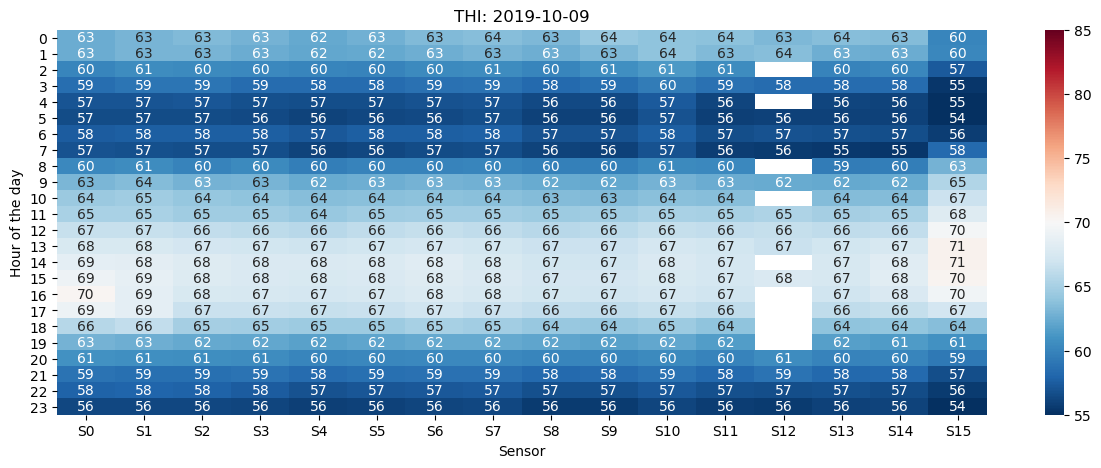 THI: 2019-10-09
0 63 63 63 63 62 63 63 64 63 64 64 64 63 64 63 60
1 63 63 63 63 62 62 63 63 63 63 64 63 64 63 63 60
2 60 61 60 60 60 60 60 61 60 61 61 61 60 60 57
3 59 59 59 59 58 58 59 59 58 59 60 59 58 58 58 55
4 57 57 57 57 57 57 57 57 56 56 57 56 56 56 55
5 57 57 57 56 56 56 56 57 56 56 57 56 56 56 56 54
6 58 58 58 58 57 58 58 58 57 57 58 57 57 57 57 56
7 57 57 57 57 56 56 57 57 56 56 57 56 56 55 55 58
8 60 61 60 60 60 60 60 60 60 60 61 60 59 60 63
9 63 64 63 63 62 63 63 63 62 62 63 63 62 62 62 65
10 64 65 64 64 64 64 64 64 63 63 64 64 64 64 67
11 65 65 65 65 64 65 65 65 65 65 65 65 65 65 65 68
12 67 67 66 66 66 66 66 66 66 66 66 66 66 66 66 70
13 68 68 67 67 67 67 67 67 67 67 67 67 67 67 67 71
14 69 68 68 68 68 68 68 68 67 67 68 67 67 68 71
15 69 69 68 68 68 68 68 68 67 67 68 67 68 67 68 70
16 70 69 68 67 67 67 68 68 67 67 67 67 67 68 70
17 69 69 67 67 67 67 67 67 66 66 67 66 66 66 67
18 66 66 65 65 65 65 65 65 64 64 65 64 64 64 64
19 63 63 62 62 62 62 62 62 62 62 62 62 62 61 61
20 61 61 61 61 60 60 60 60 60 60 60 60 61 60 60 59
21 59 59 59 59 58 59 59 59 58 58 59 58 59 58 58 57
22 58 58 58 58 57 57 57 57 57 57 57 57 57 57 57 56
23 56 56 56 56 56 56 56 56 56 56 56 56 56 56 56 54
S0 S1 S2 S3 S4 S5 S6 S7 S8 S9 S10 S11 S12 S13 S14 S15
Sensor
Hour of the day
85
80
75
70
65
60
55